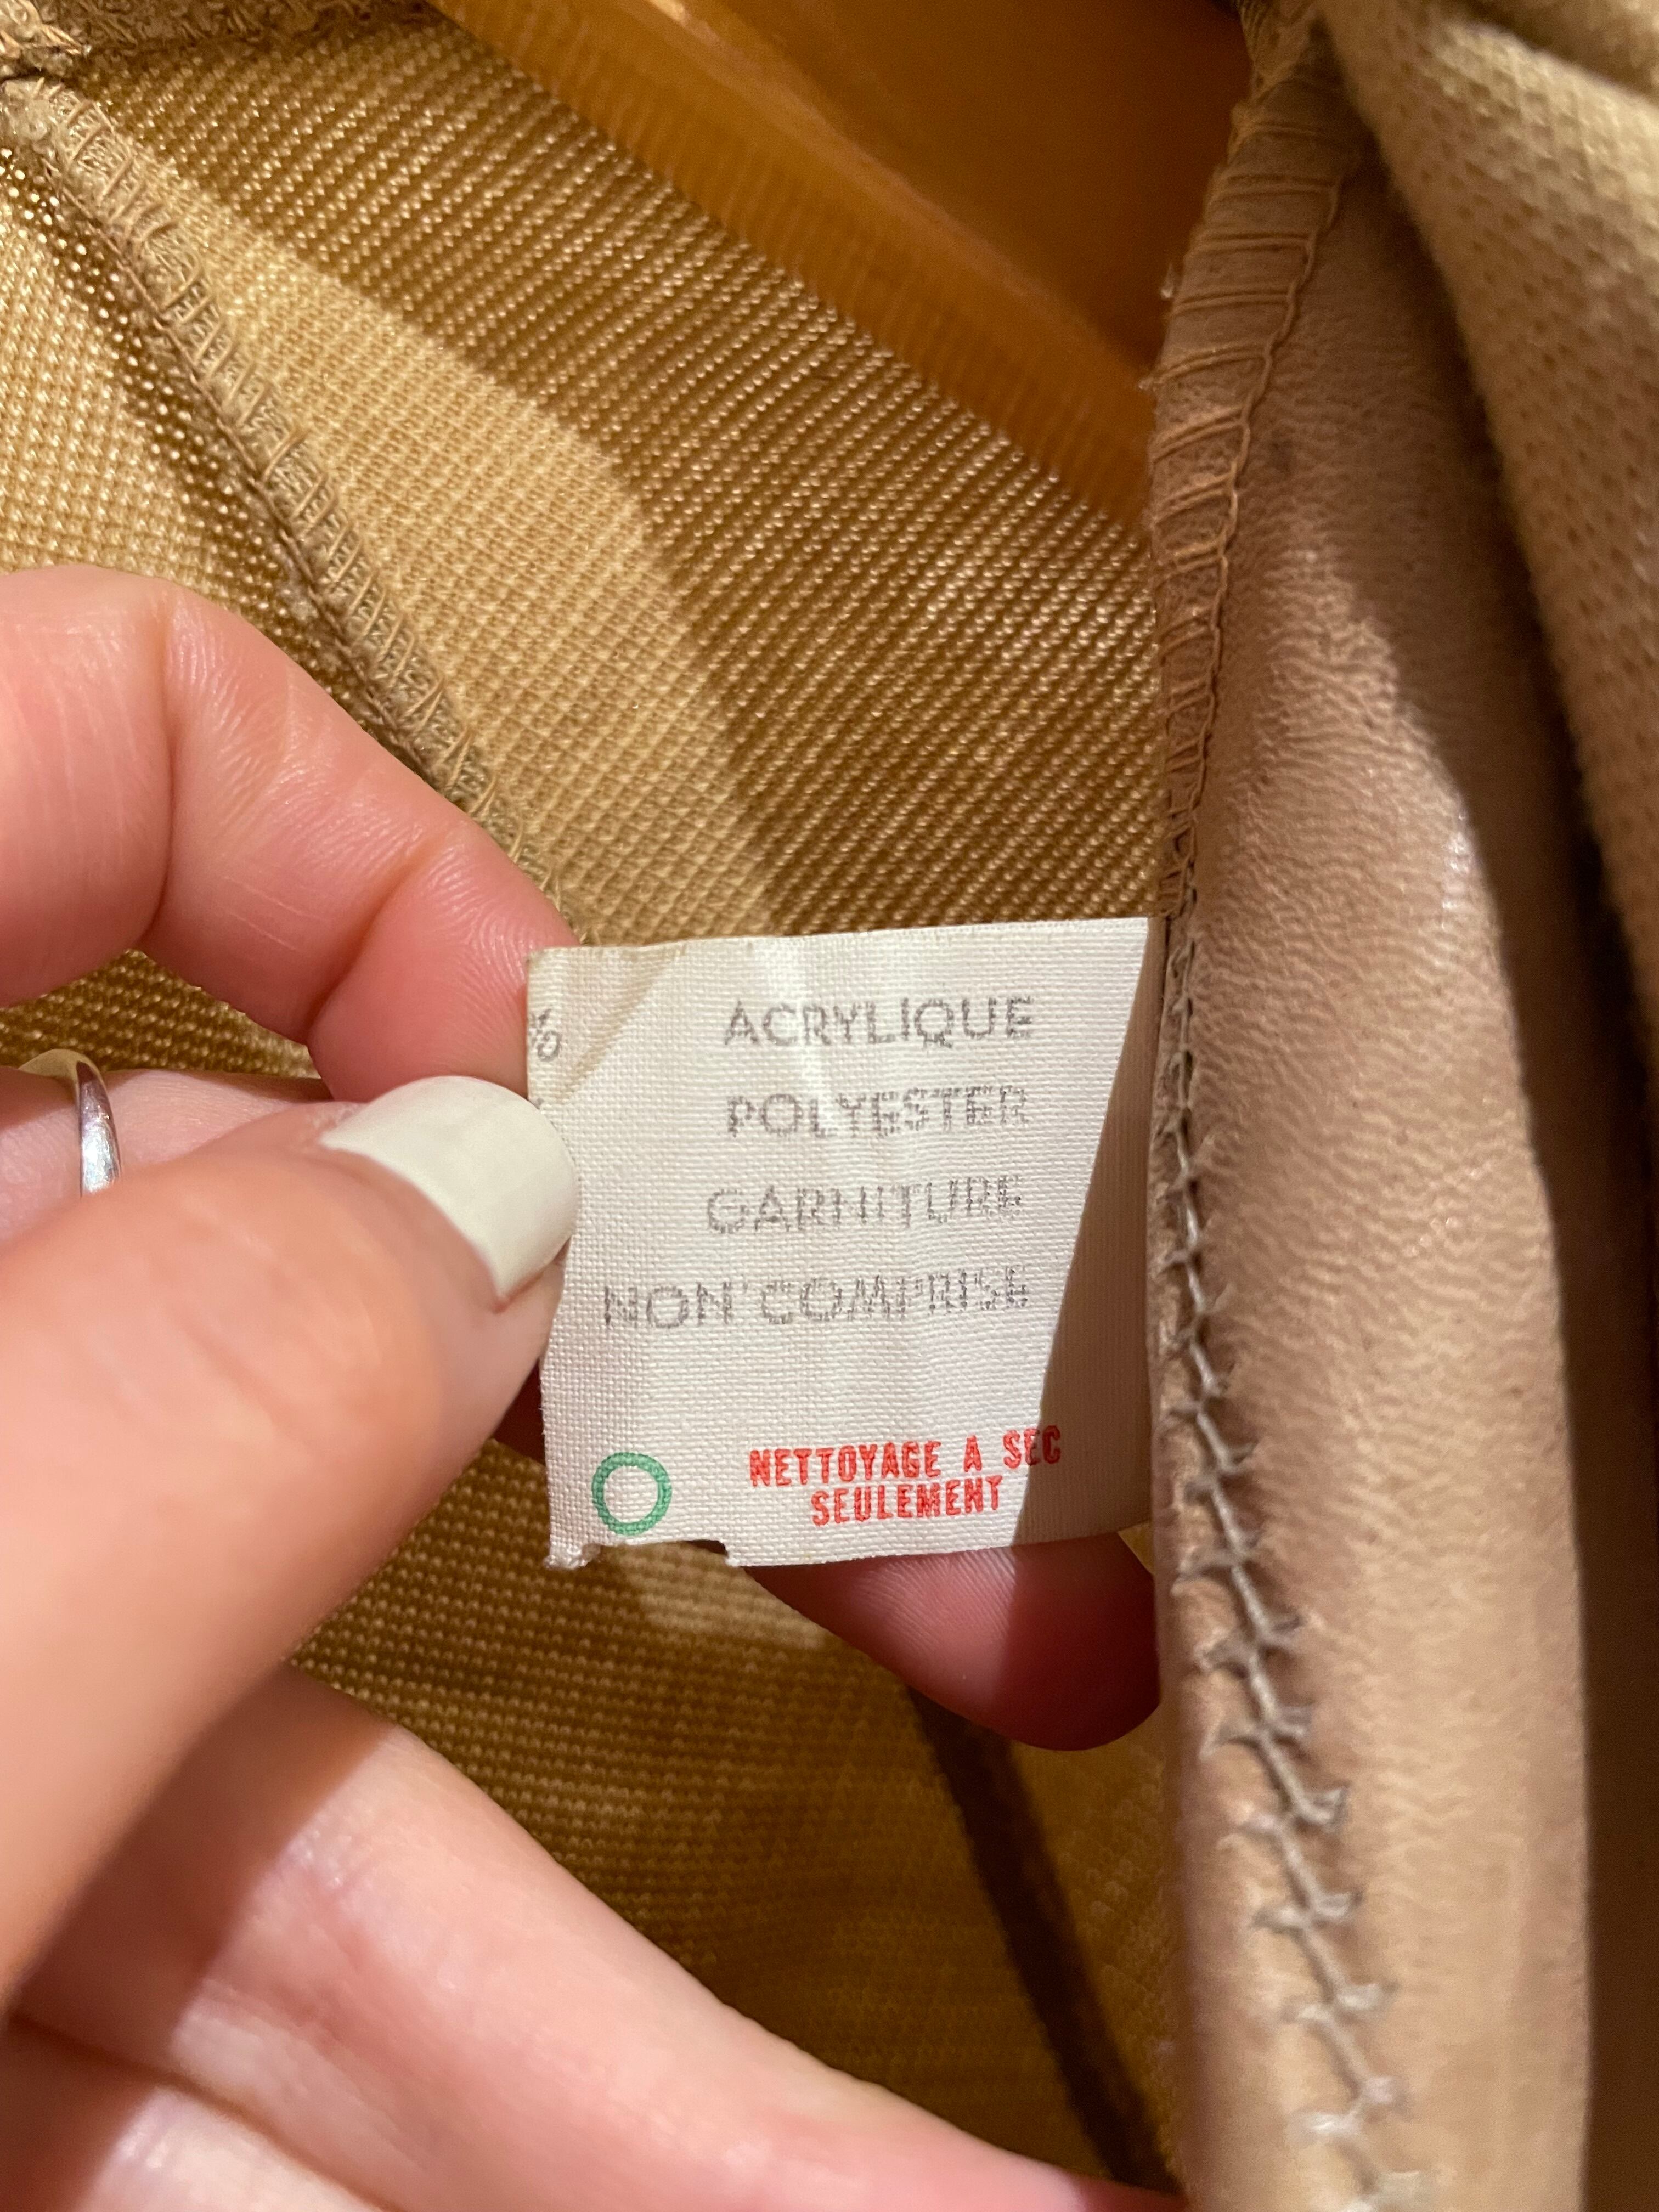 % ACRYLIQUE
POLYESTER
GARNITURE
NON COMPRISE
NETTOYAGE A SEC
SEULEMENT